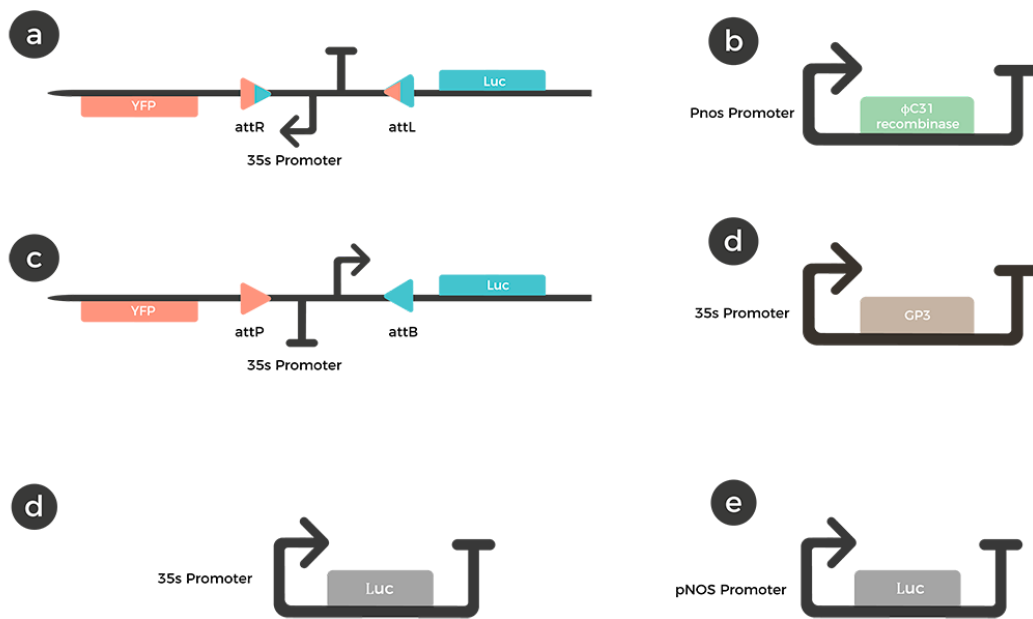 a
YFP
attR
35s Promoter
attL
Luc
b
Pnos Promoter
ϕC31
recombinase
c
YFP
attP
35s Promoter
attB
Luc
d
35s Promoter
GP3
d
35s Promoter
Luc
e
pNOS Promoter
Luc